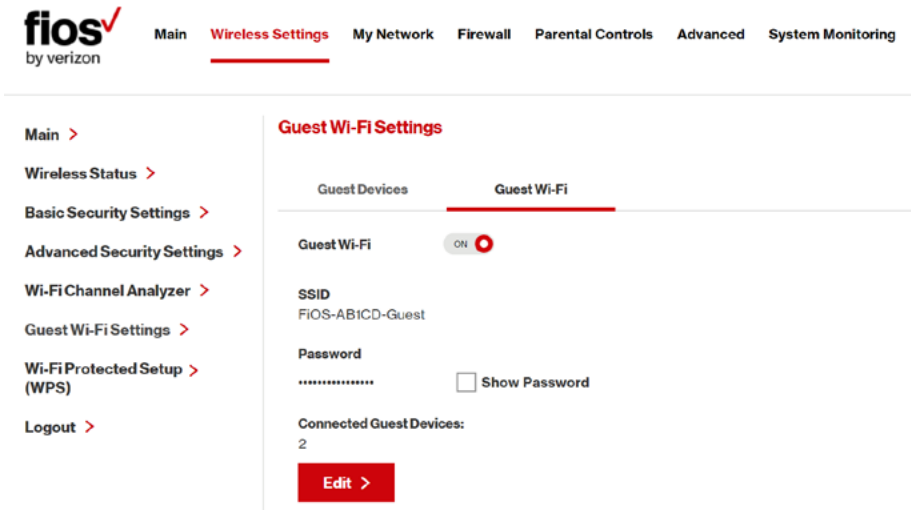 fios
by verizon
Main Wireless Settings My Network Firewall Parental Controls Advanced System Monitoring
Main >
Wireless Status >
Basic Security Settings >
Advanced Security Settings >
Wi-Fi Channel Analyzer >
Guest Wi-Fi Settings >
Wi-Fi Protected Setup >
(WPS)
Logout >
Guest Wi-Fi Settings
Guest Devices Guest Wi-Fi
Guest Wi-Fi ON
SSID
FiOS-AB1CD-Guest
Password
•••••••••••••••• Show Password
Connected Guest Devices:
2
Edit >